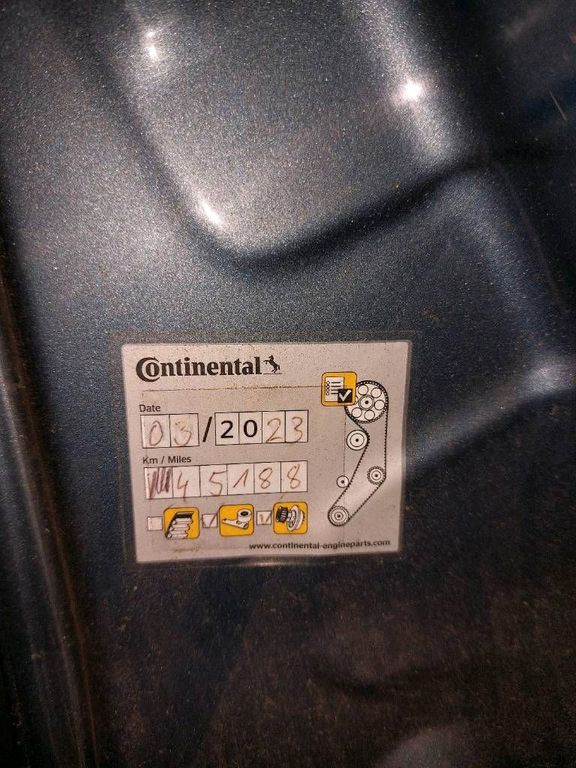 Continental
Date
03/2023
Km / Miles
45188
www.continental-engineparts.com